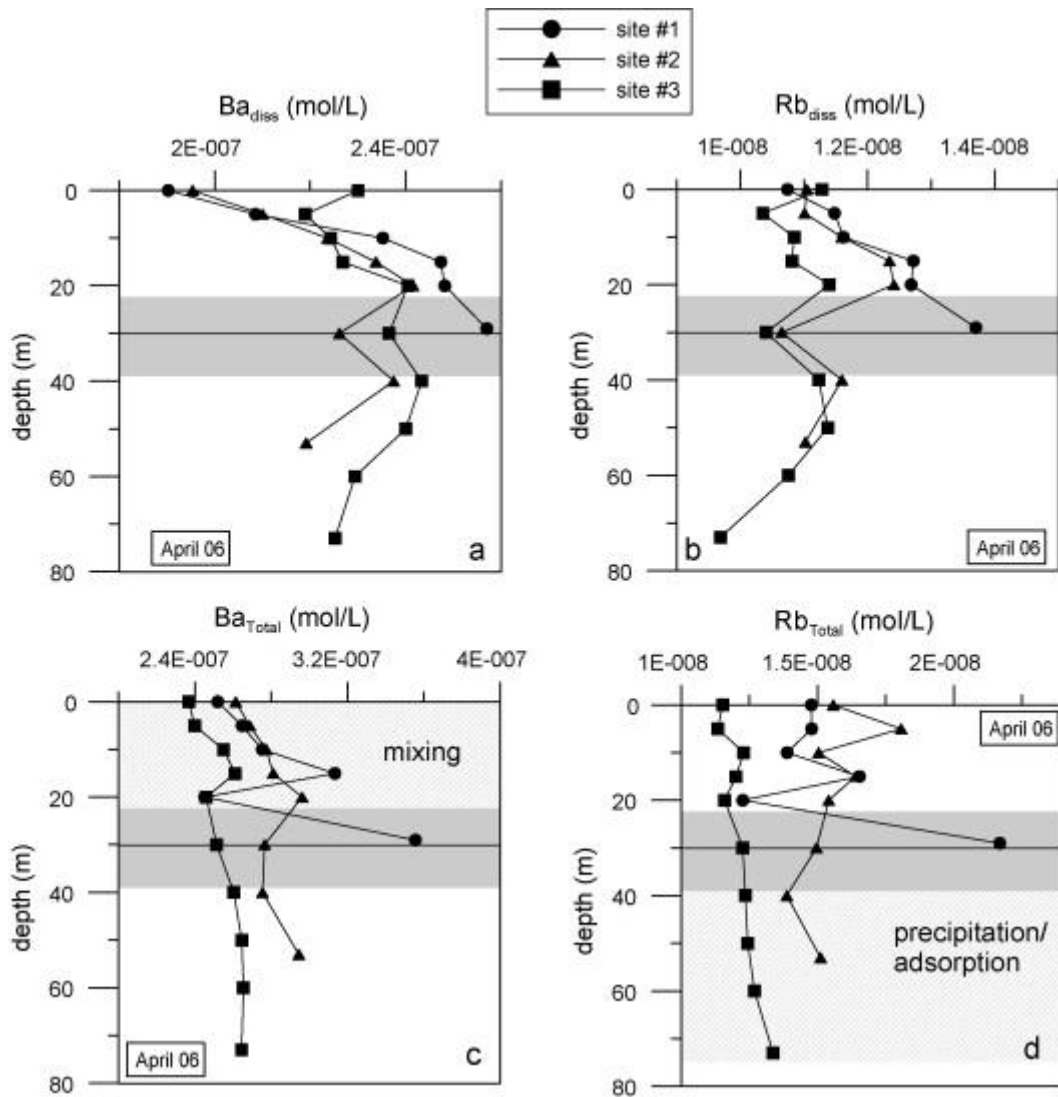 site #1
site #2
site #3
Ba_diss (mol/L)
2E-007 2.4E-007
0
20
40
60
80
depth (m)
April 06
a
Rb_diss (mol/L)
1E-008 1.2E-008 1.4E-008
0
20
40
60
80
depth (m)
b
April 06
Ba_Total (mol/L)
2.4E-007 3.2E-007 4E-007
0
20
40
60
80
depth (m)
mixing
April 06
c
Rb_Total (mol/L)
1E-008 1.5E-008 2E-008
0
20
40
60
80
depth (m)
April 06
precipitation/
adsorption
d